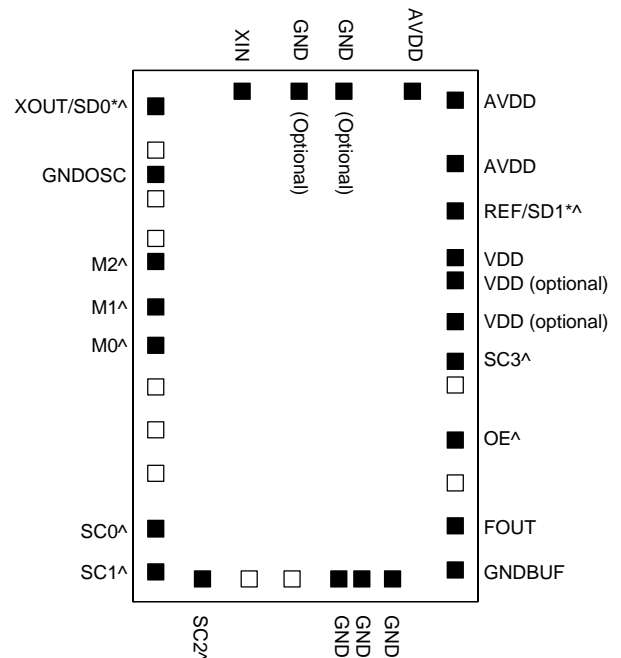 XIN
GND
GND
AVDD
(Optional)
(Optional)
XOUT/SD0*^
GNDOSC
M2^
M1^
M0^
SC0^
SC1^
AVDD
AVDD
REF/SD1*^
VDD
VDD (optional)
VDD (optional)
SC3^
OE^
FOUT
GNDBUF
SC2^
GND
GND
GND